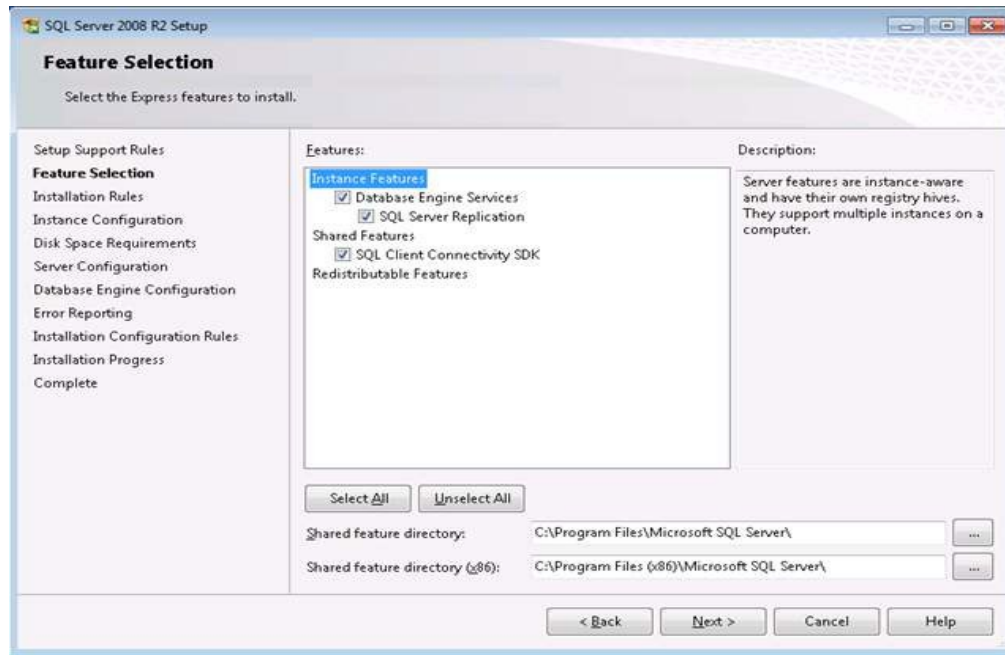 SQL Server 2008 R2 Setup
Feature Selection
Select the Express features to install.
Setup Support Rules
Feature Selection
Installation Rules
Instance Configuration
Disk Space Requirements
Server Configuration
Database Engine Configuration
Error Reporting
Installation Configuration Rules
Installation Progress
Complete
Features:
Instance Features
Database Engine Services
SQL Server Replication
Shared Features
SQL Client Connectivity SDK
Redistributable Features
Description:
Server features are instance-aware
and have their own registry hives.
They support multiple instances on a
computer.
Select All
Unselect All
Shared feature directory:
C:\Program Files\Microsoft SQL Server\
...
Shared feature directory (x86):
C:\Program Files (x86)\Microsoft SQL Server\
...
< Back
Next >
Cancel
Help